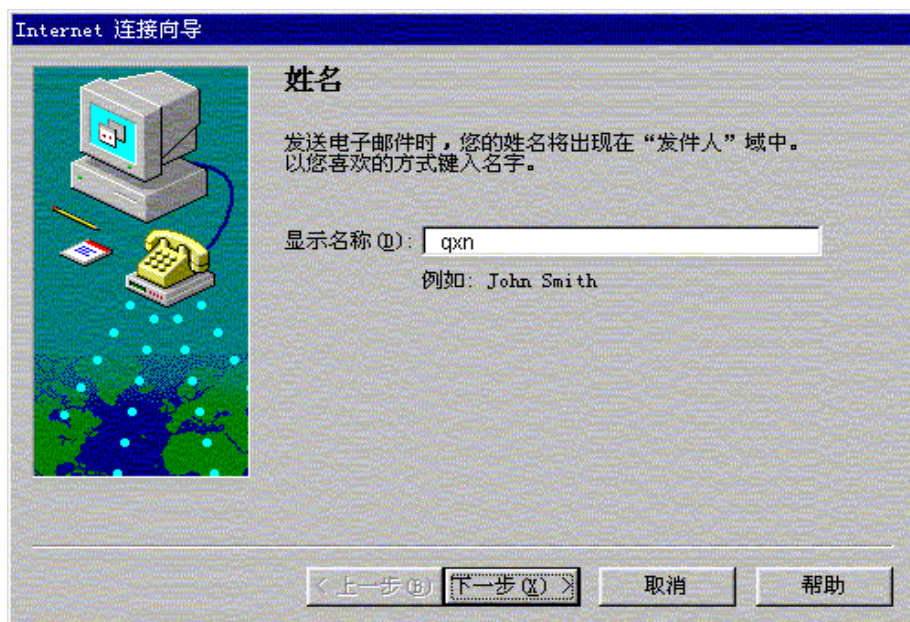 Internet 连接向导
姓名
发送电子邮件时，您的姓名将出现在“发件人”域中。
以您喜欢的方式键入名字。
显示名称(D): qxn
例如: John Smith
< 上一步(B) 下一步(X) > 取消 帮助